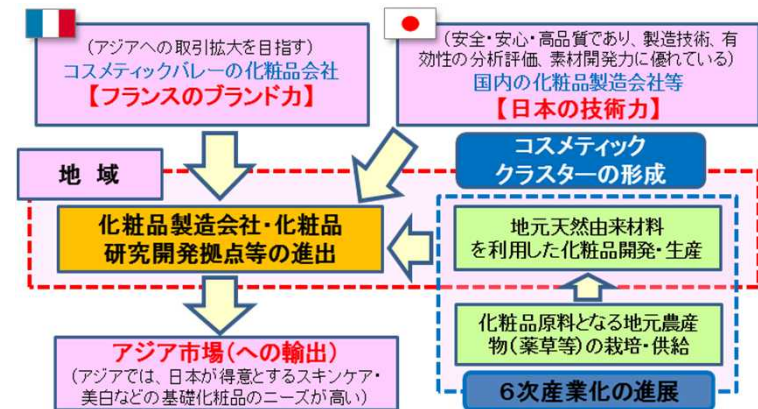 (アジアへの取引拡大を目指す)
コスメティックバレーの化粧品会社
【フランスのブランド力】
(安全・安心・高品質であり、製造技術、有
効性の分析評価、素材開発力に優れている)
国内の化粧品製造会社等
【日本の技術力】
地 域
コスメティック
クラスターの形成
化粧品製造会社・化粧品
研究開発拠点等の進出
地元天然由来材料
を利用した化粧品開発・生産
化粧品原料となる地元農産
物(薬草等)の栽培・供給
アジア市場(への輸出)
(アジアでは、日本が得意とするスキンケア・
美白などの基礎化粧品のニーズが高い)
6次産業化の進展